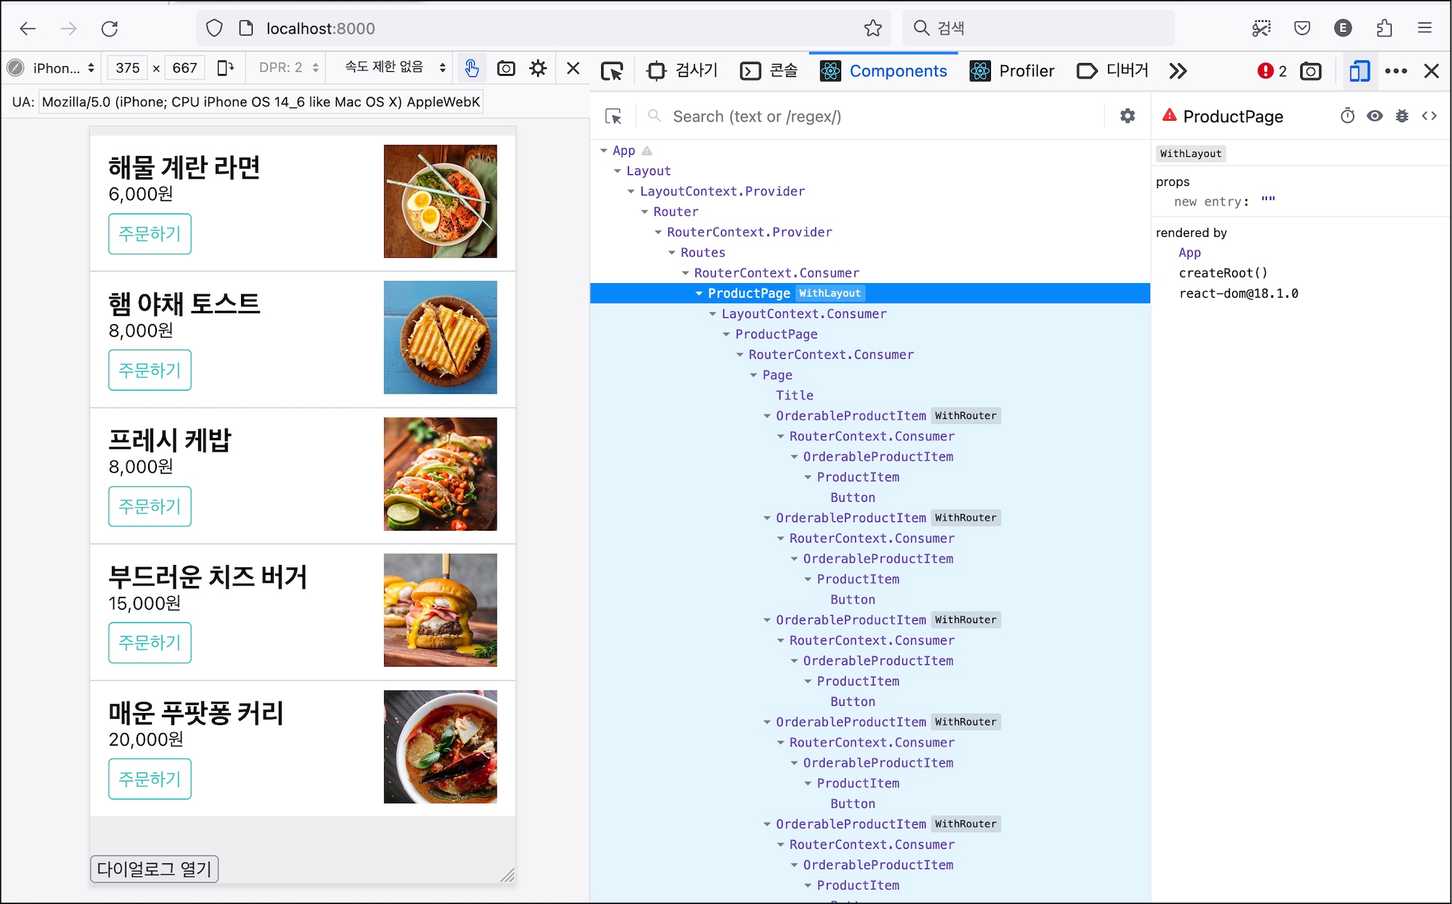 localhost:8000
검색
E
iPhon...
375 × 667
DPR: 2
속도 제한 없음
검사기
콘솔
Components
Profiler
디버거
2
UA: Mozilla/5.0 (iPhone; CPU iPhone OS 14_6 like Mac OS X) AppleWebK
해물 계란 라면
6,000원
주문하기
햄 야채 토스트
8,000원
주문하기
프레시 케밥
8,000원
주문하기
부드러운 치즈 버거
15,000원
주문하기
매운 푸팟퐁 커리
20,000원
주문하기
다이얼로그 열기
Search (text or /regex/)
App
Layout
LayoutContext.Provider
Router
RouterContext.Provider
Routes
RouterContext.Consumer
ProductPage WithLayout
LayoutContext.Consumer
ProductPage
RouterContext.Consumer
Page
Title
OrderableProductItem WithRouter
RouterContext.Consumer
OrderableProductItem
ProductItem
Button
OrderableProductItem WithRouter
RouterContext.Consumer
OrderableProductItem
ProductItem
Button
OrderableProductItem WithRouter
RouterContext.Consumer
OrderableProductItem
ProductItem
Button
OrderableProductItem WithRouter
RouterContext.Consumer
OrderableProductItem
ProductItem
Button
OrderableProductItem WithRouter
RouterContext.Consumer
OrderableProductItem
ProductItem
ProductPage
WithLayout
props
new entry: ""
rendered by
App
createRoot()
react-dom@18.1.0